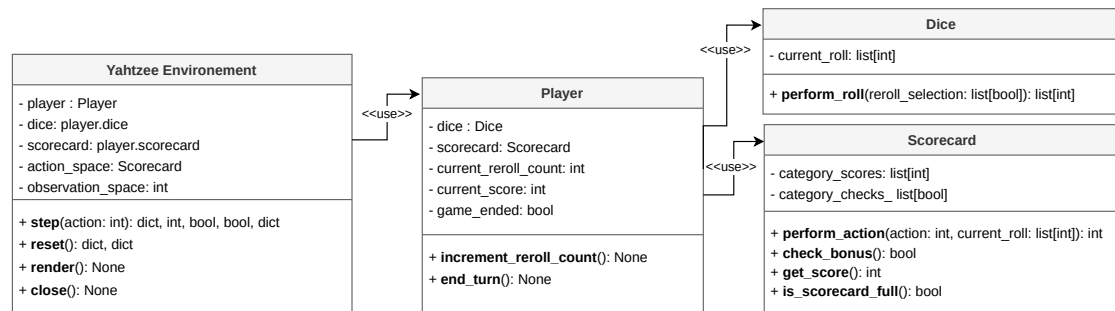 Yahtzee Environement
- player : Player
- dice: player.dice
- scorecard: player.scorecard
- action_space: Scorecard
- observation_space: int
+ step(action: int): dict, int, bool, bool, dict
+ reset(): dict, dict
+ render(): None
+ close(): None
<<use>>
Player
- dice : Dice
- scorecard: Scorecard
- current_reroll_count: int
- current_score: int
- game_ended: bool
+ increment_reroll_count(): None
+ end_turn(): None
<<use>>
<<use>>
Dice
- current_roll: list[int]
+ perform_roll(reroll_selection: list[bool]): list[int]
Scorecard
- category_scores: list[int]
- category_checks_ list[bool]
+ perform_action(action: int, current_roll: list[int]): int
+ check_bonus(): bool
+ get_score(): int
+ is_scorecard_full(): bool